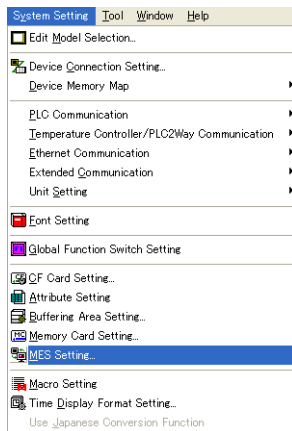 System Setting Tool Window Help
Edit Model Selection...
Device Connection Setting...
Device Memory Map
PLC Communication
Temperature Controller/PLC2Way Communication
Ethernet Communication
Extended Communication
Unit Setting
Font Setting
Global Function Switch Setting
CF Card Setting...
Attribute Setting
Buffering Area Setting...
MC Memory Card Setting...
MES Setting...
Macro Setting
Time Display Format Setting...
Use Japanese Conversion Function